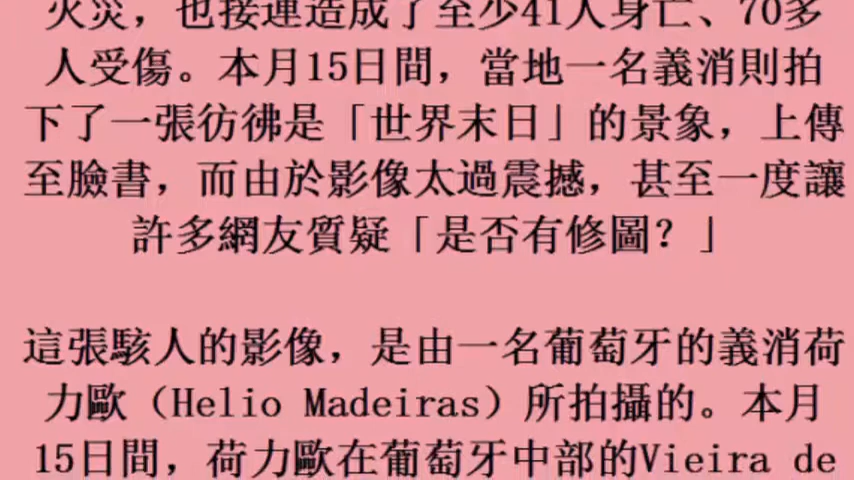 火災，也接連造成了至少41人身亡、70多
人受傷。本月15日間，當地一名義消則拍
下了一張彷彿是「世界末日」的景象，上傳
至臉書，而由於影像太過震撼，甚至一度讓
許多網友質疑「是否有修圖？」
這張駭人的影像，是由一名葡萄牙的義消荷
力歐（Helio Madeiras）所拍攝的。本月
15日間，荷力歐在葡萄牙中部的Vieira de